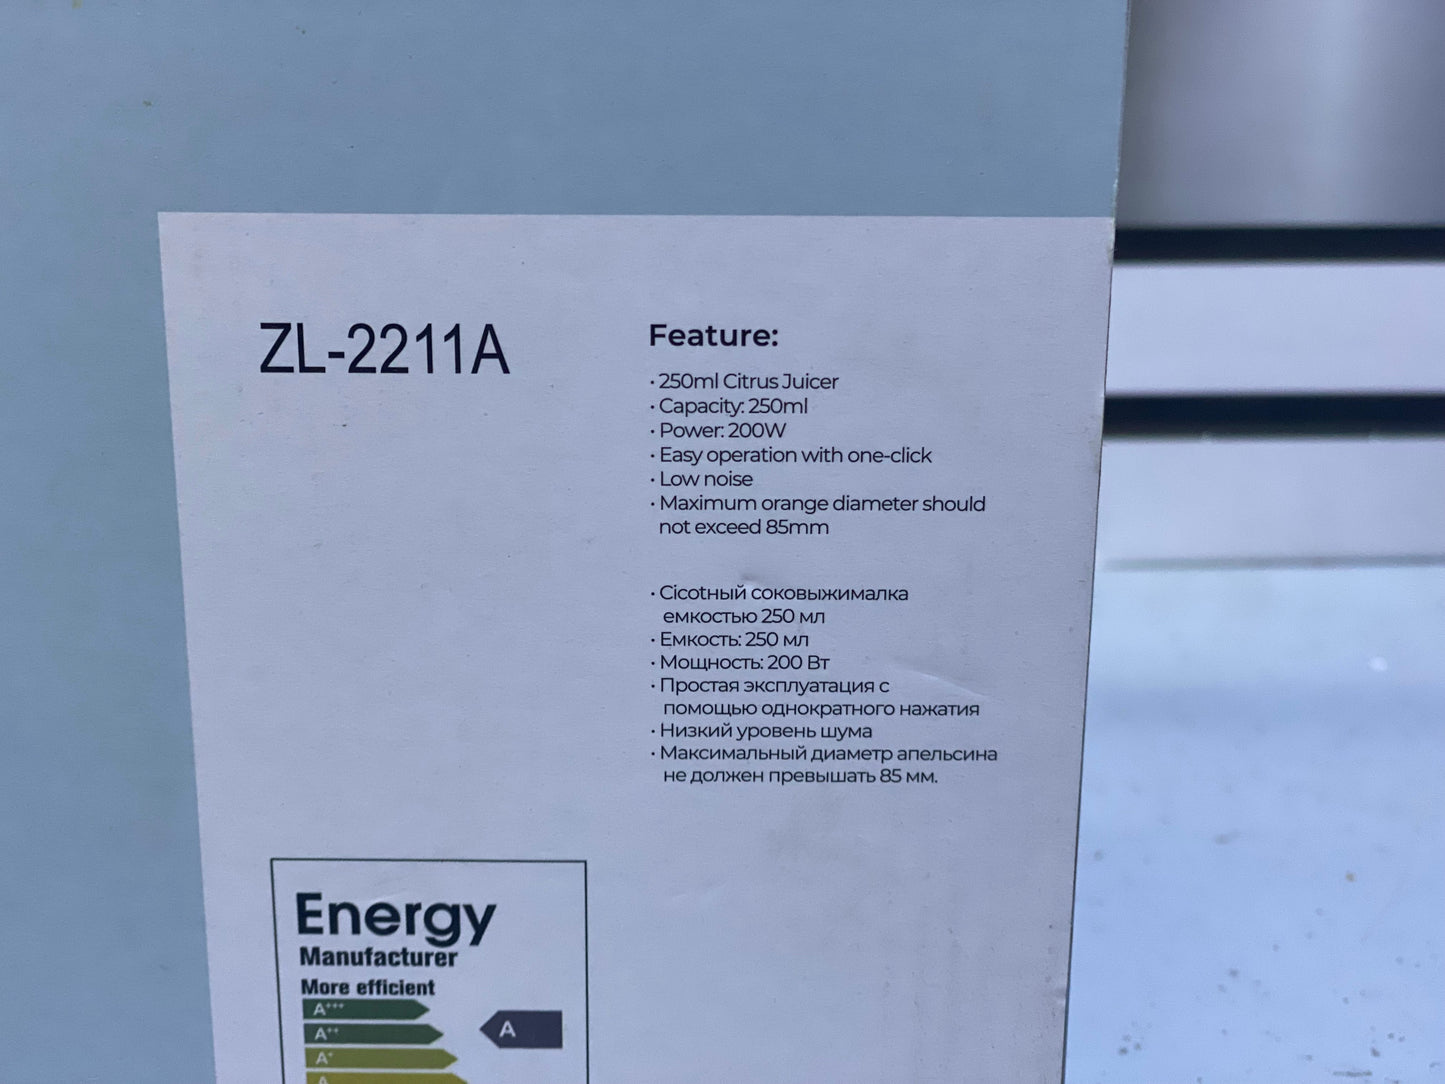 ZL-2211A
Feature:
· 250ml Citrus Juicer
· Capacity: 250ml
· Power: 200W
· Easy operation with one-click
· Low noise
· Maximum orange diameter should
not exceed 85mm
· Cicotный соковыжималка
емкостью 250 мл
· Емкость: 250 мл
· Мощность: 200 Вт
· Простая эксплуатация с
помощью однократного нажатия
· Низкий уровень шума
· Максимальный диаметр апельсина
не должен превышать 85 мм.
Energy
Manufacturer
More efficient
A+++
A++
A
A+
A